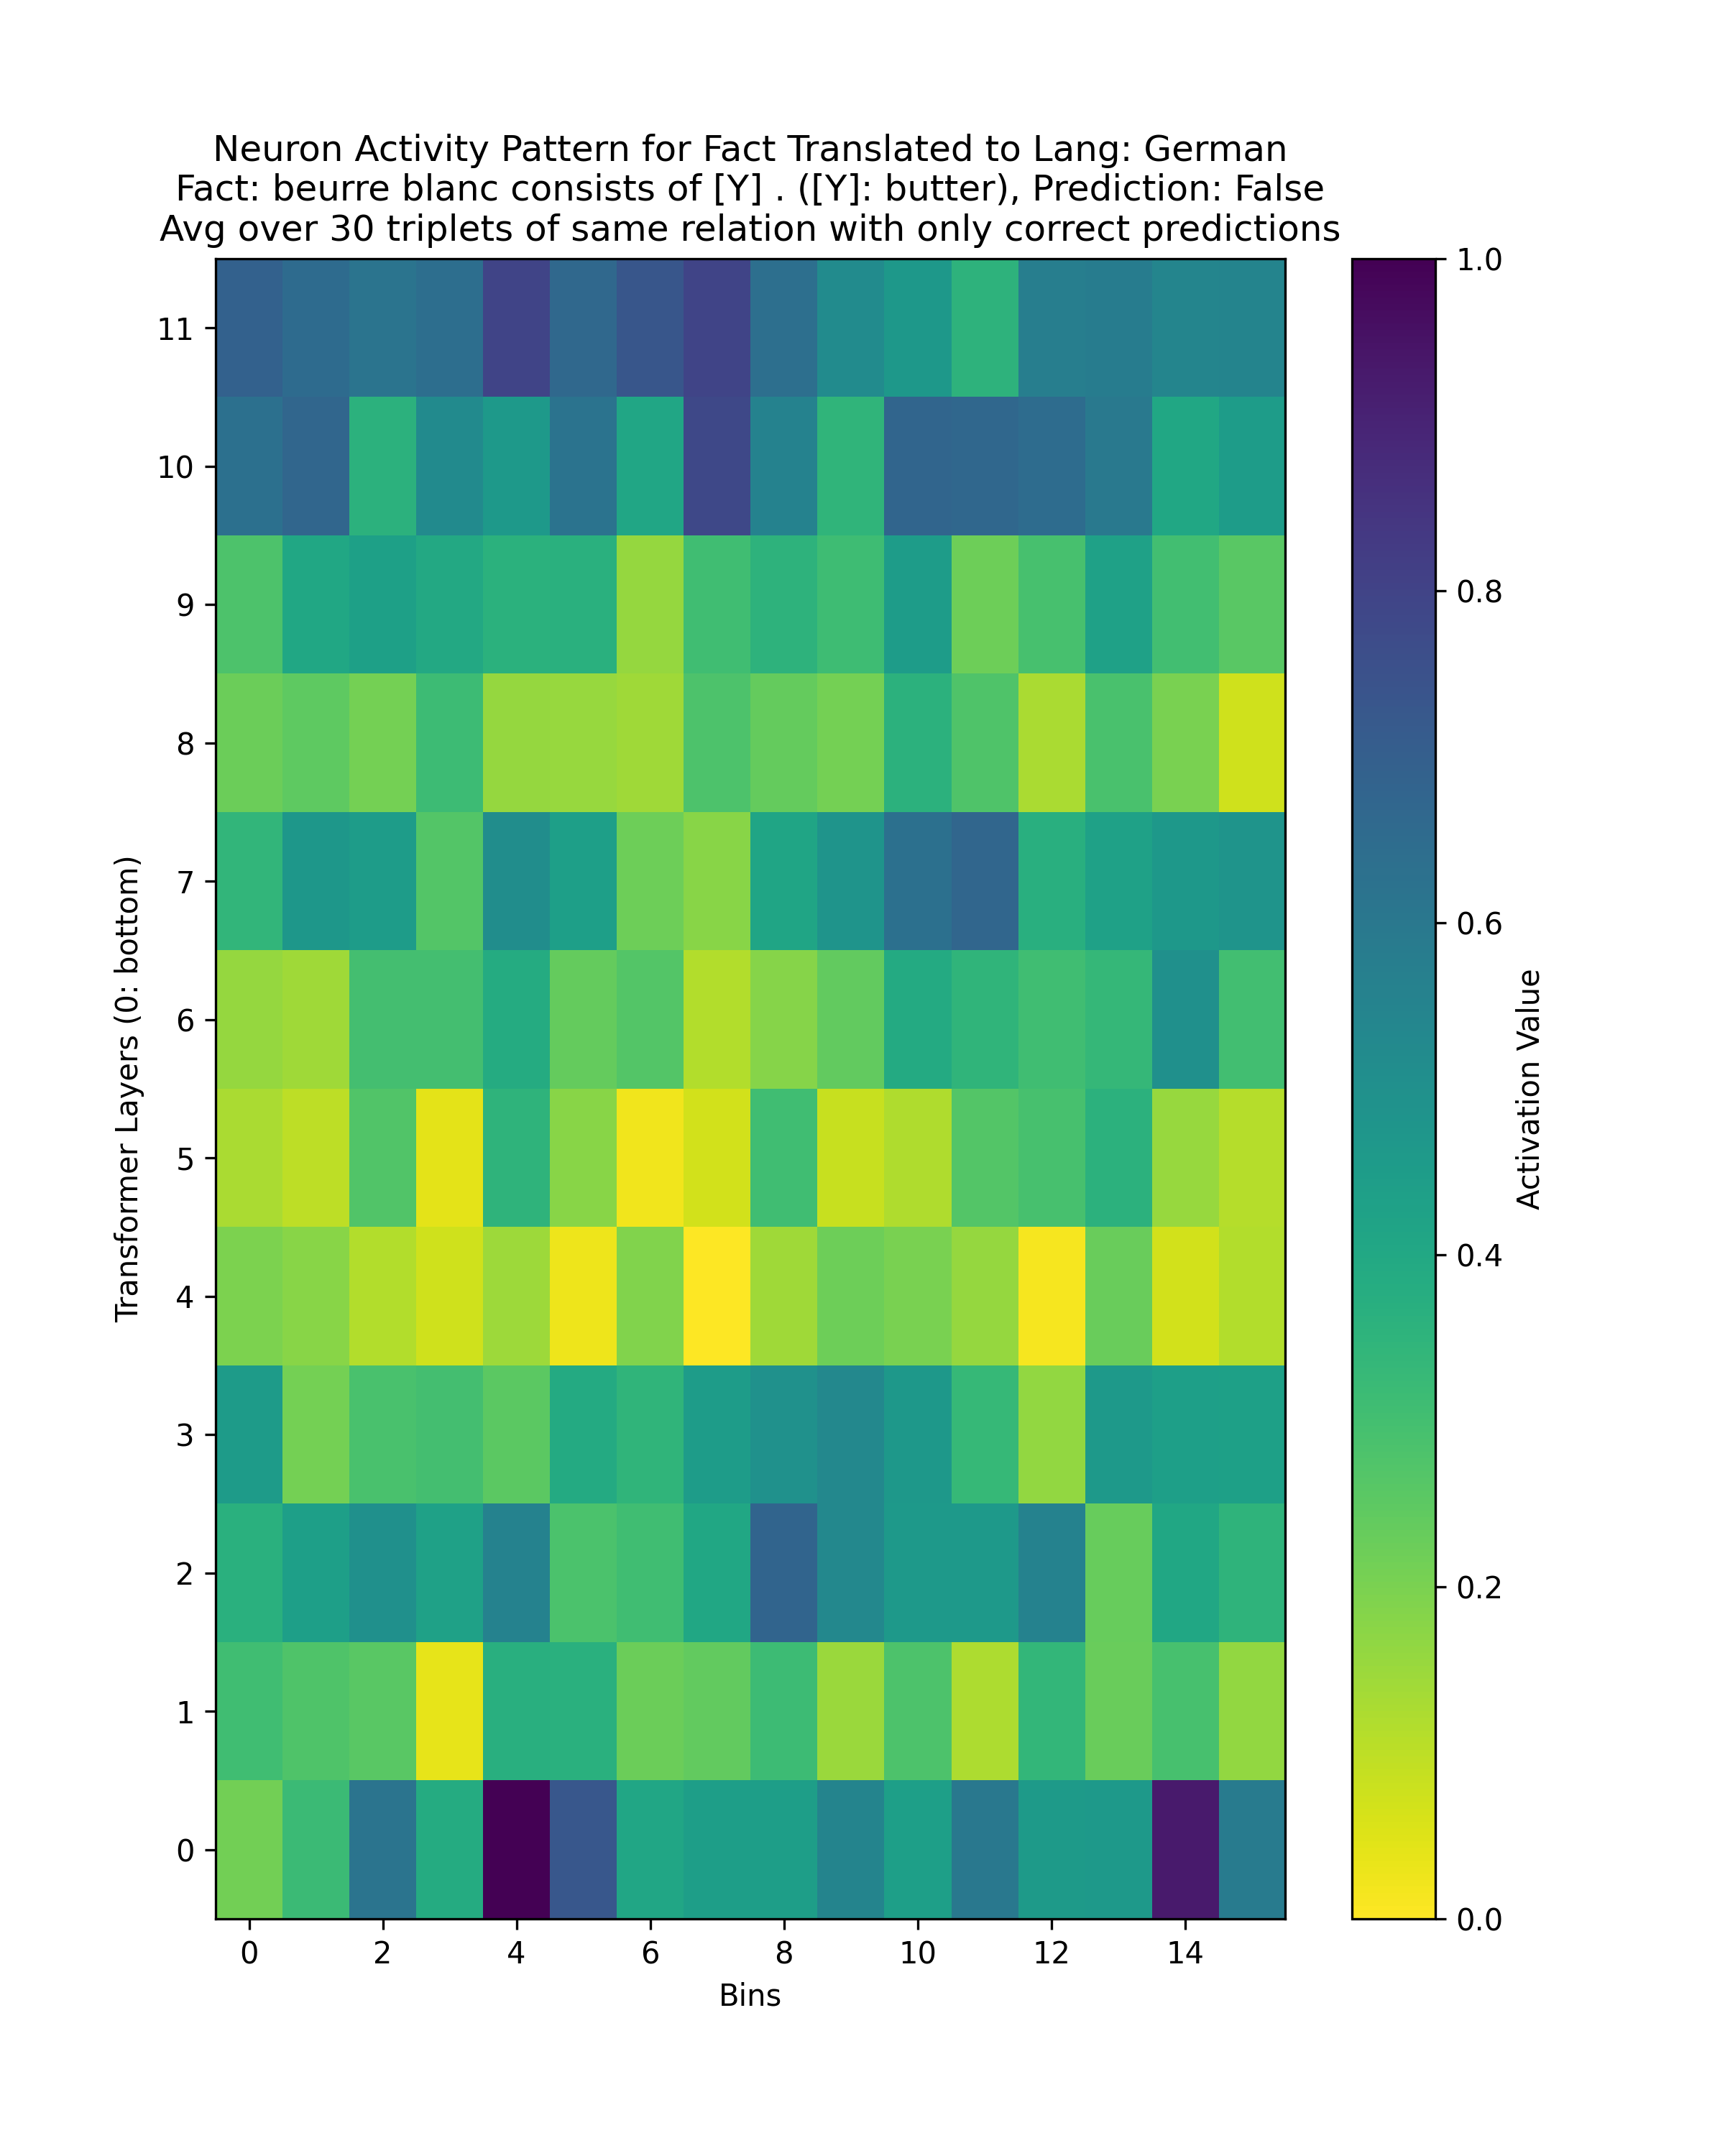 Neuron Activity Pattern for Fact Translated to Lang: German
Fact: beurre blanc consists of [Y] . ([Y]: butter), Prediction: False
Avg over 30 triplets of same relation with only correct predictions
11
10
9
8
7
6
5
4
3
2
1
0
Transformer Layers (0: bottom)
0 2 4 6 8 10 12 14
Bins
1.0
0.8
0.6
0.4
0.2
0.0
Activation Value